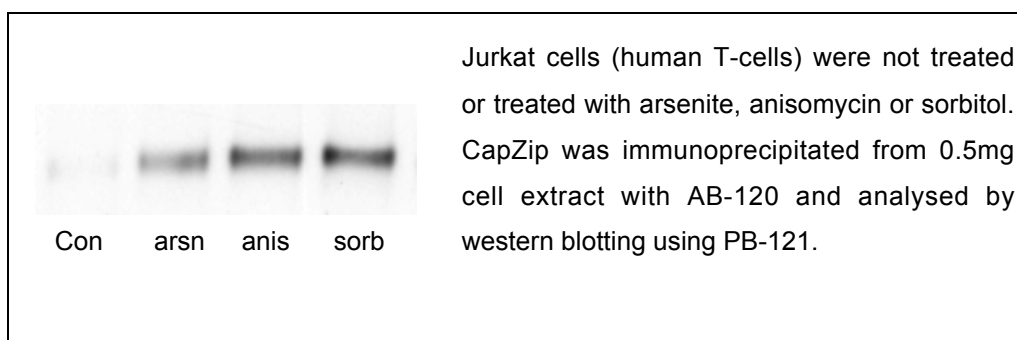 Jurkat cells (human T-cells) were not treated
or treated with arsenite, anisomycin or sorbitol.
CapZip was immunoprecipitated from 0.5mg
cell extract with AB-120 and analysed by
western blotting using PB-121.
Con arsn anis sorb